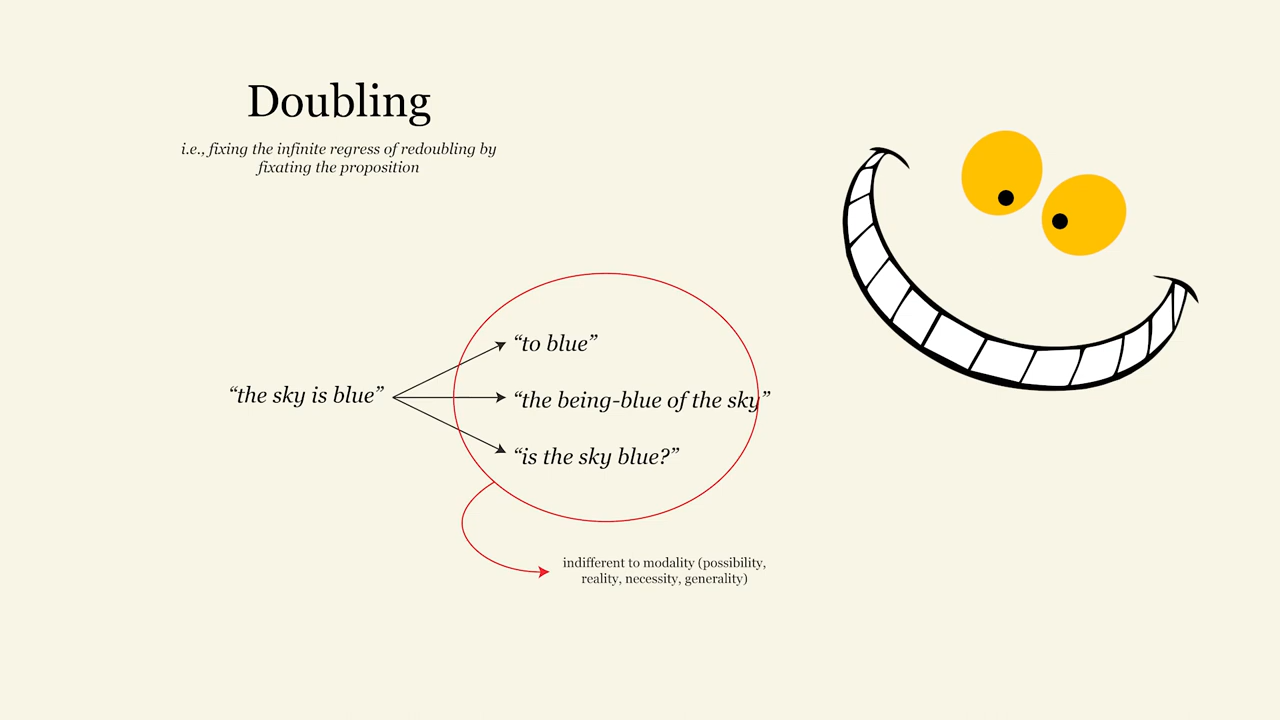 Doubling
i.e., fixing the infinite regress of redoubling by
fixating the proposition
“to blue”
“the sky is blue”
“the being-blue of the sky”
“is the sky blue?”
indifferent to modality (possibility,
reality, necessity, generality)